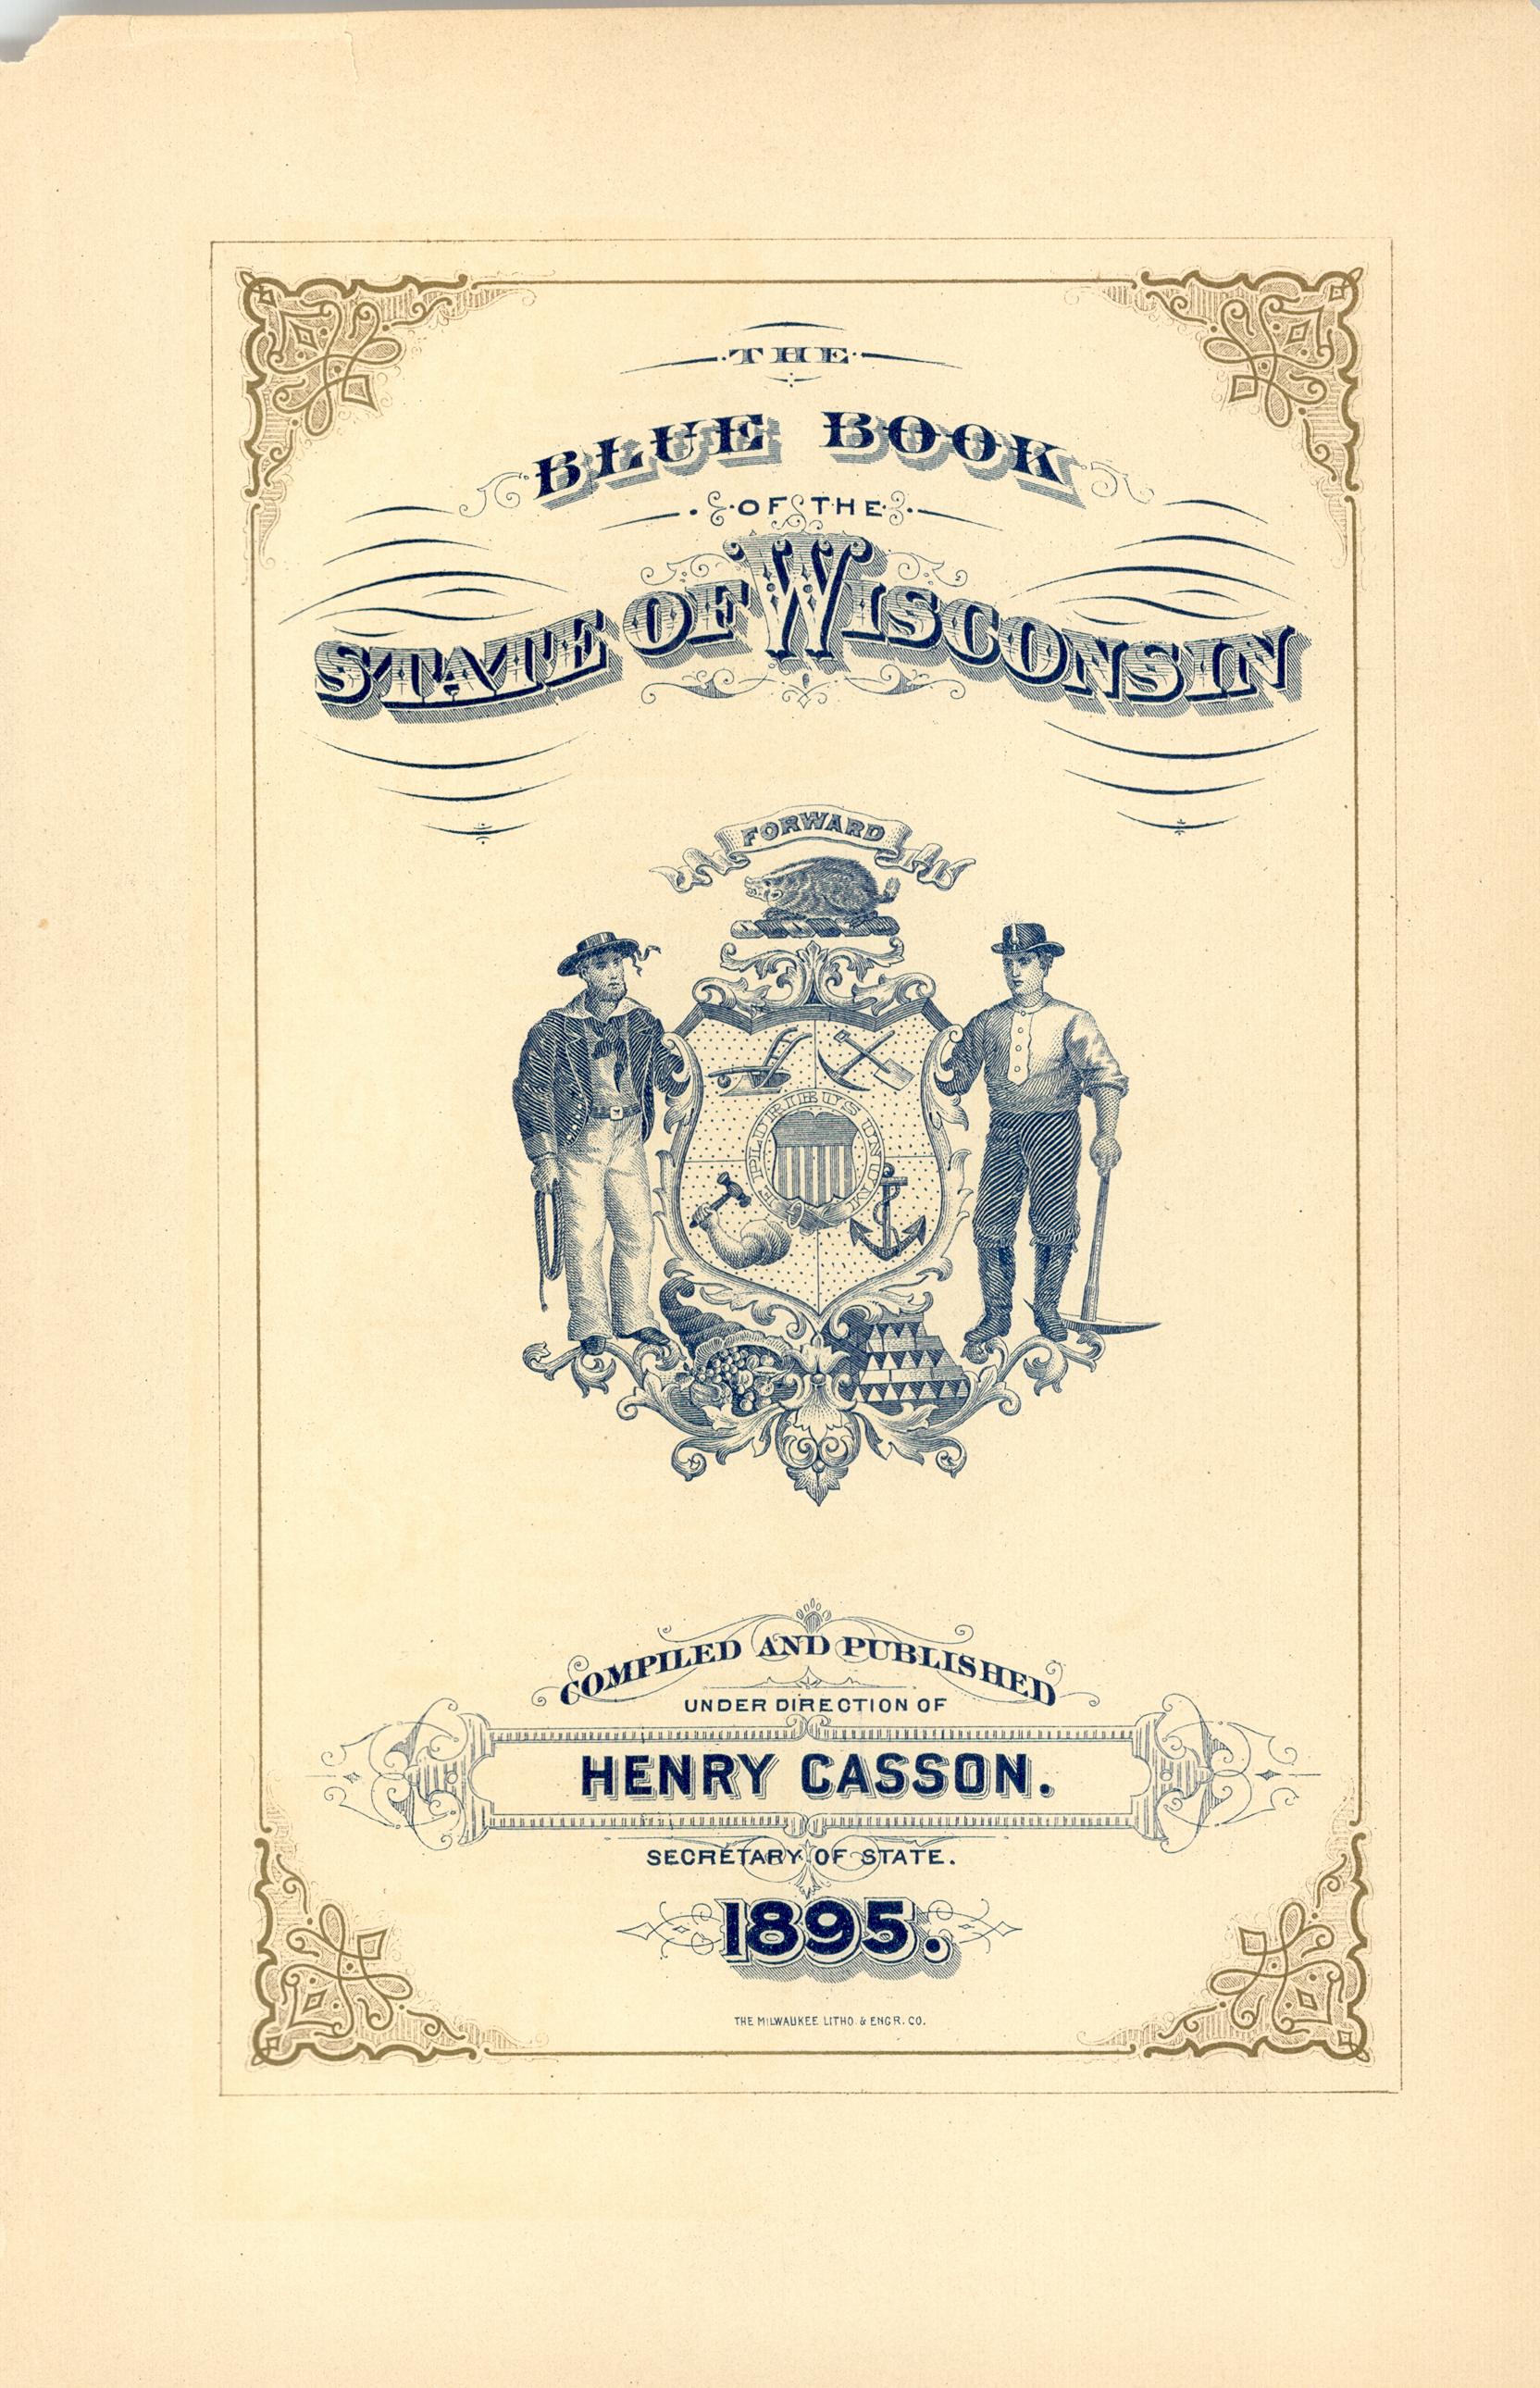 THE
BLUE BOOK
OF THE
STATE OF WISCONSIN
FORWARD
E PLURIBUS UNUM
COMPILED AND PUBLISHED
UNDER DIRECTION OF
HENRY CASSON.
SECRETARY OF STATE.
1895.
THE MILWAUKEE LITHO & ENGR. CO.